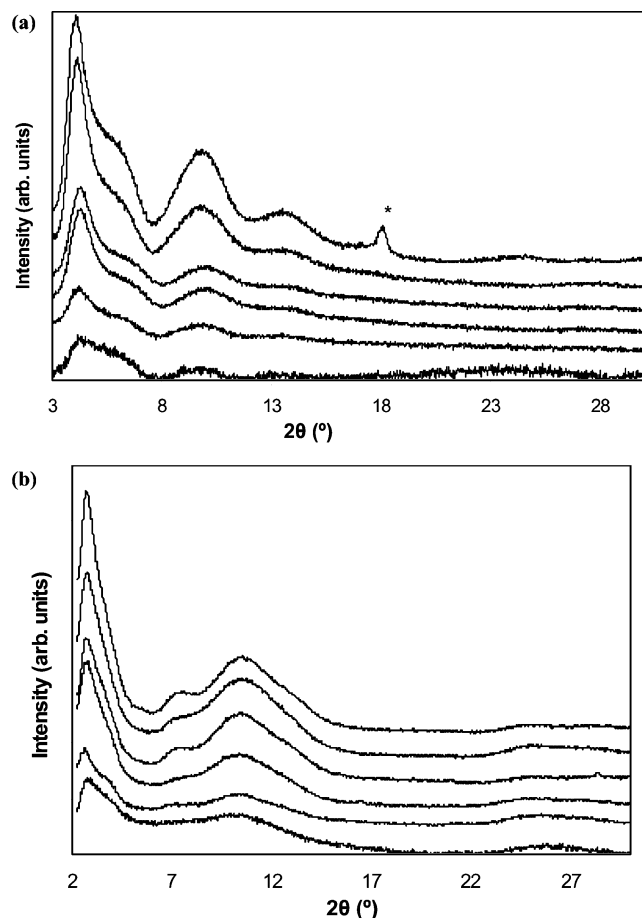 (a)
Intensity (arb. units)
*
3 8 13 18 23 28
2θ (º)
(b)
Intensity (arb. units)
2 7 12 17 22 27
2θ (º)